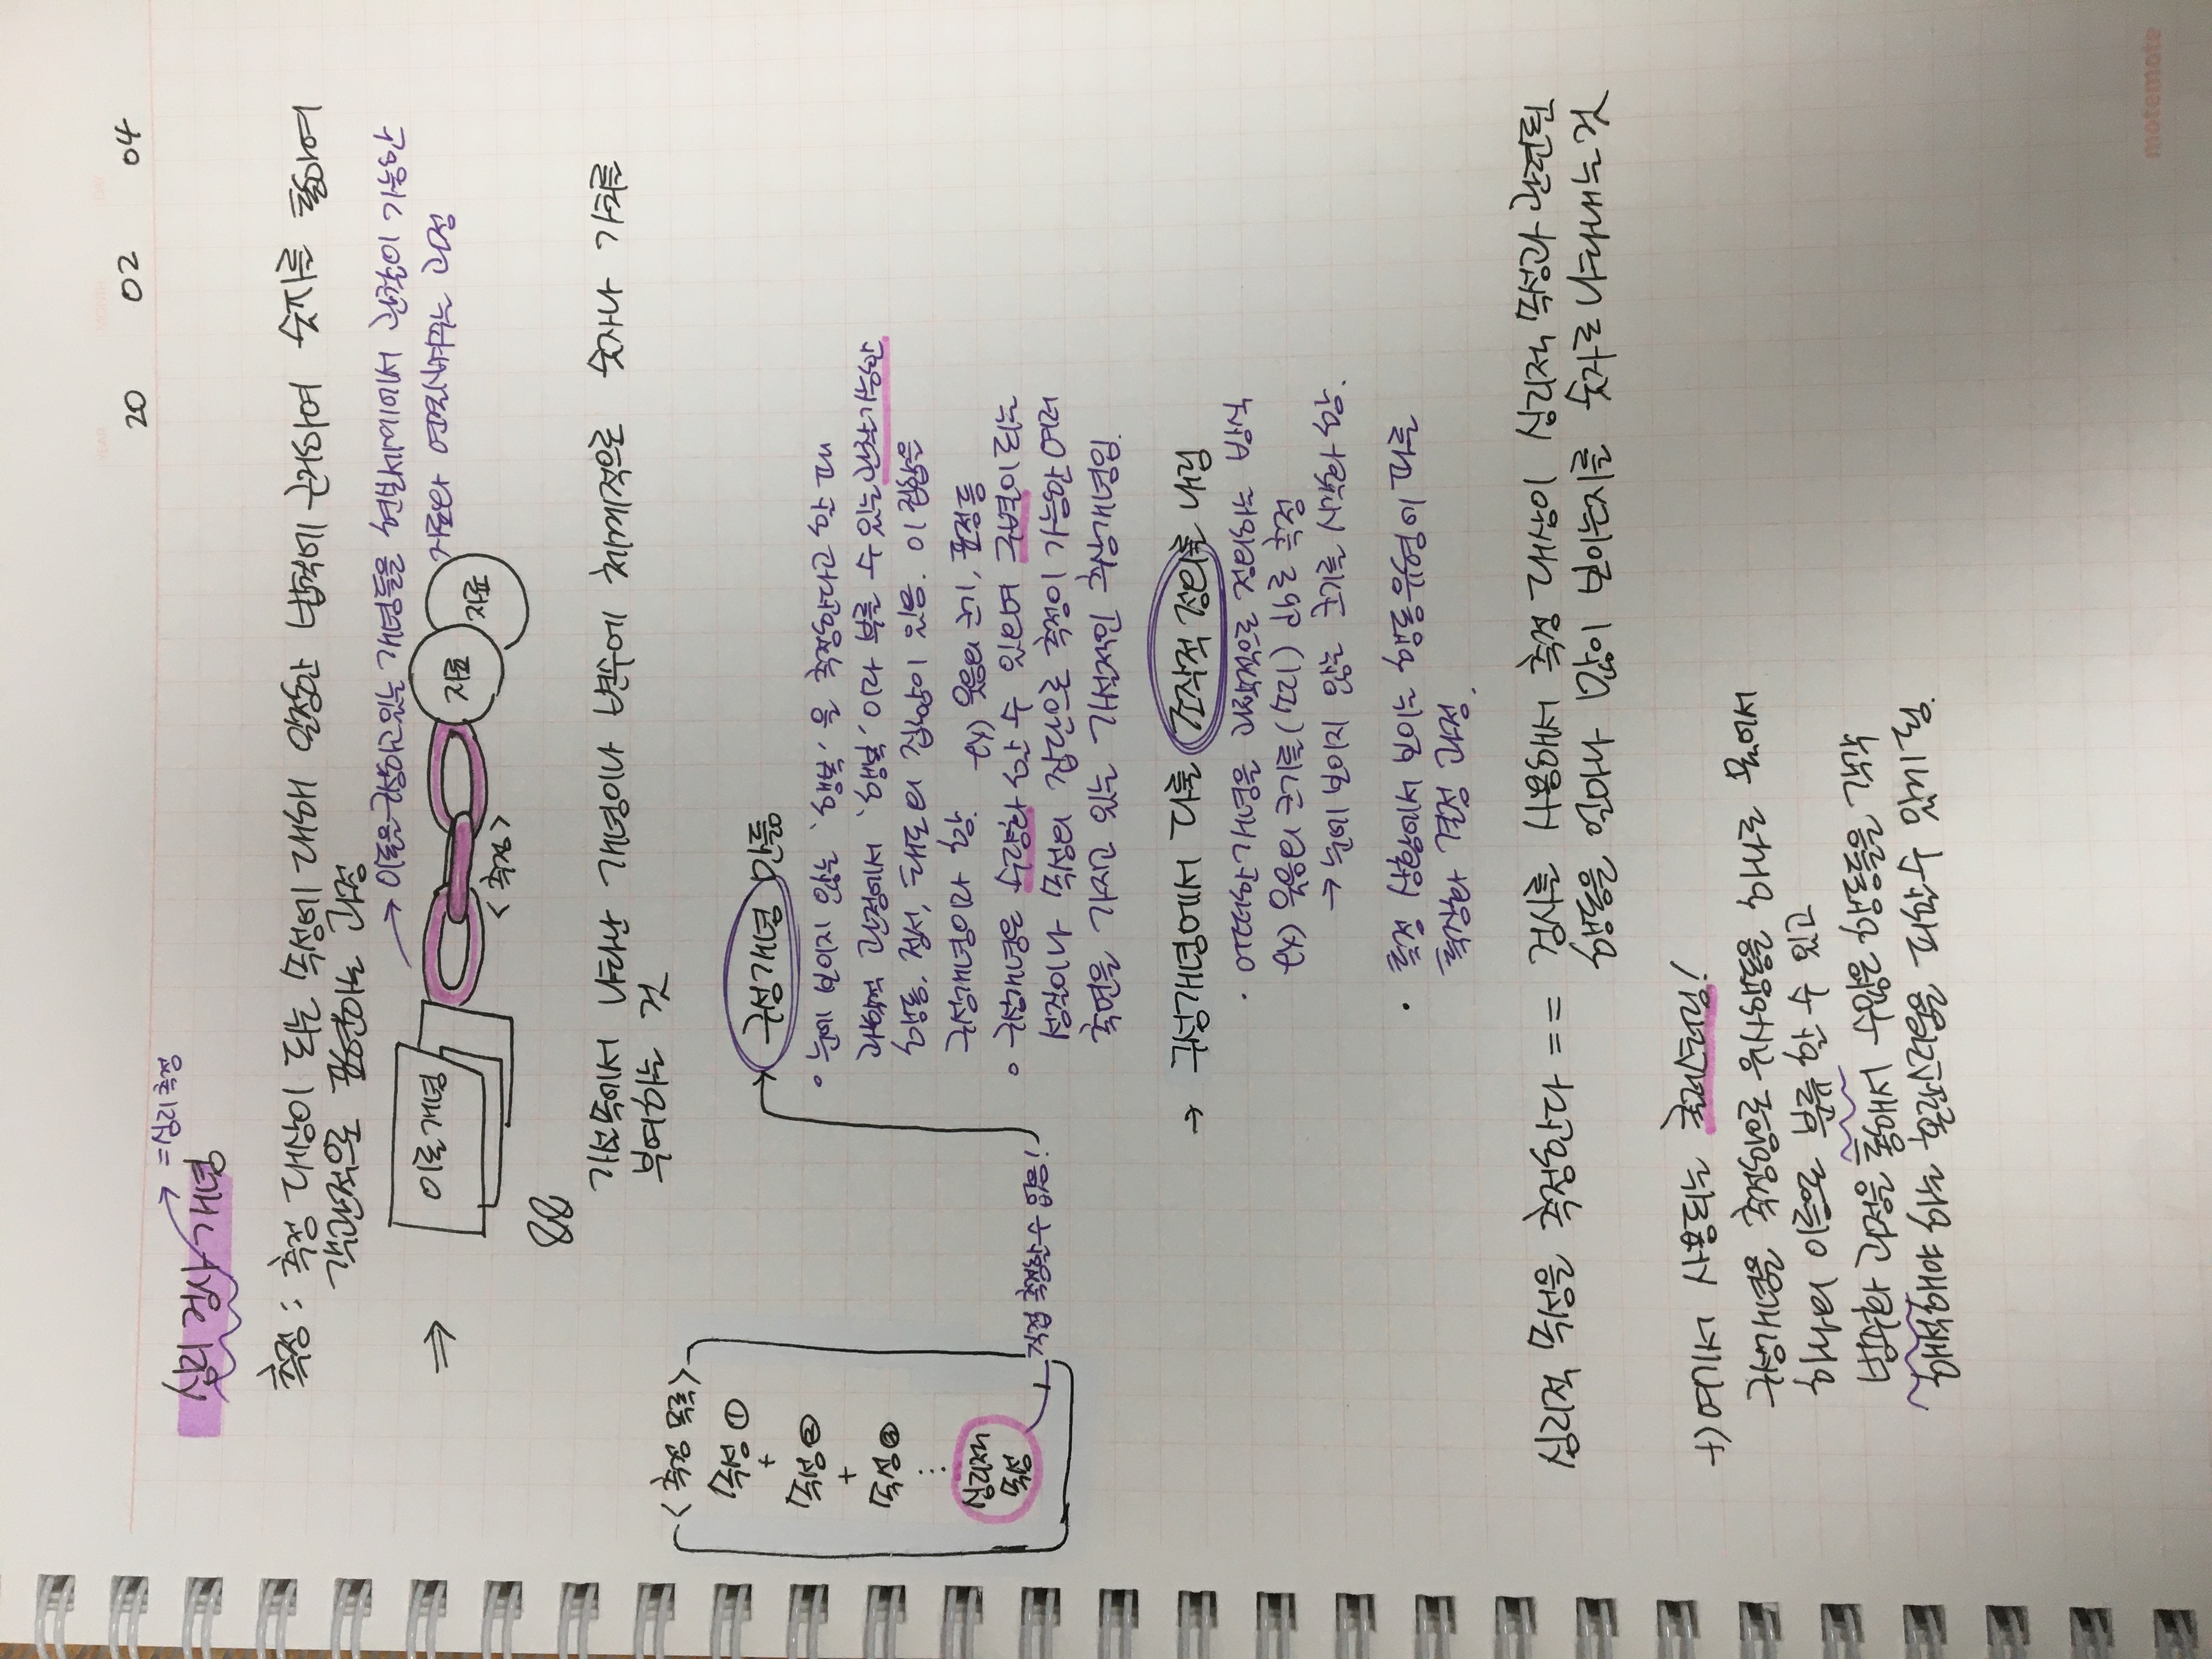 YEAR MONTH DAY
20 02 04
심리 검사 개념 → =심리 측정
측정 : 측정 대상이 되는 속성에 대해 일정한 법칙에 근거하여 숫자를 통하여
객관적으로 표현하는 과정
→ 이론을 구성하고 있는 개념들을 현실세계에서 관찰이 가능한
자료와 연결시켜주는 과정
⇒ 이론 개념 자료 자료
< 측정 >
가설속에서 나타난 개념이나 변수에 체계적으로 숫자나 가치를
부여하는 것
< 측정 목록 >
속성 ①
+
속성 ②
+
속성 ③
⋮
심리적
속성
직접 측정할 수 없음!
→ 구성개념 만듦
• 눈에 보이지 않는 '행복'을 측정한다고 할 때
과학적 관점에서 '행복'이라 부를 수 있는 관찰가능한
행동, 정서, 태도의 집합이 있음. 이 집합을
구성개념이라 함. ex) 웃음의 크기, 표정 등
• 구성개념은 수량화 할 수 있으며 구별이 되는
성질이나 속성의 집단으로 측정이 가능한 여러
측면을 가지고 있는 가설적인 추상개념임.
→ 구성개념에서 다룰 조작적 정의를 내림
· 어떠한 개념을 과학적으로 정의하는 방식
ex) 웃음의 크기를 (소리) db로 측정
→ 눈에 보이지 않는 크기를 시각화 함.
· 특정 상황에서 보이는 행동유형에 따를
특징화 결정 과정.
심리적 속성을 측정한다 == 검사를 사용해서 측정 대상이 심리적 속성과 관련된
행동을 얼마나 많이 보이는지를 숫자로 나타내는 것
+) 여기서 사용되는 클러스터링!
구성개념을 측정함으로 유사행동을 하나로 묶어서
하나의 이름으로 분류 할 수 있고
범주화 과정을 통해서 수많은 행동들을 각각
해석해야 하는 혼란스러움을 피할 수 있게 됨.
motemote